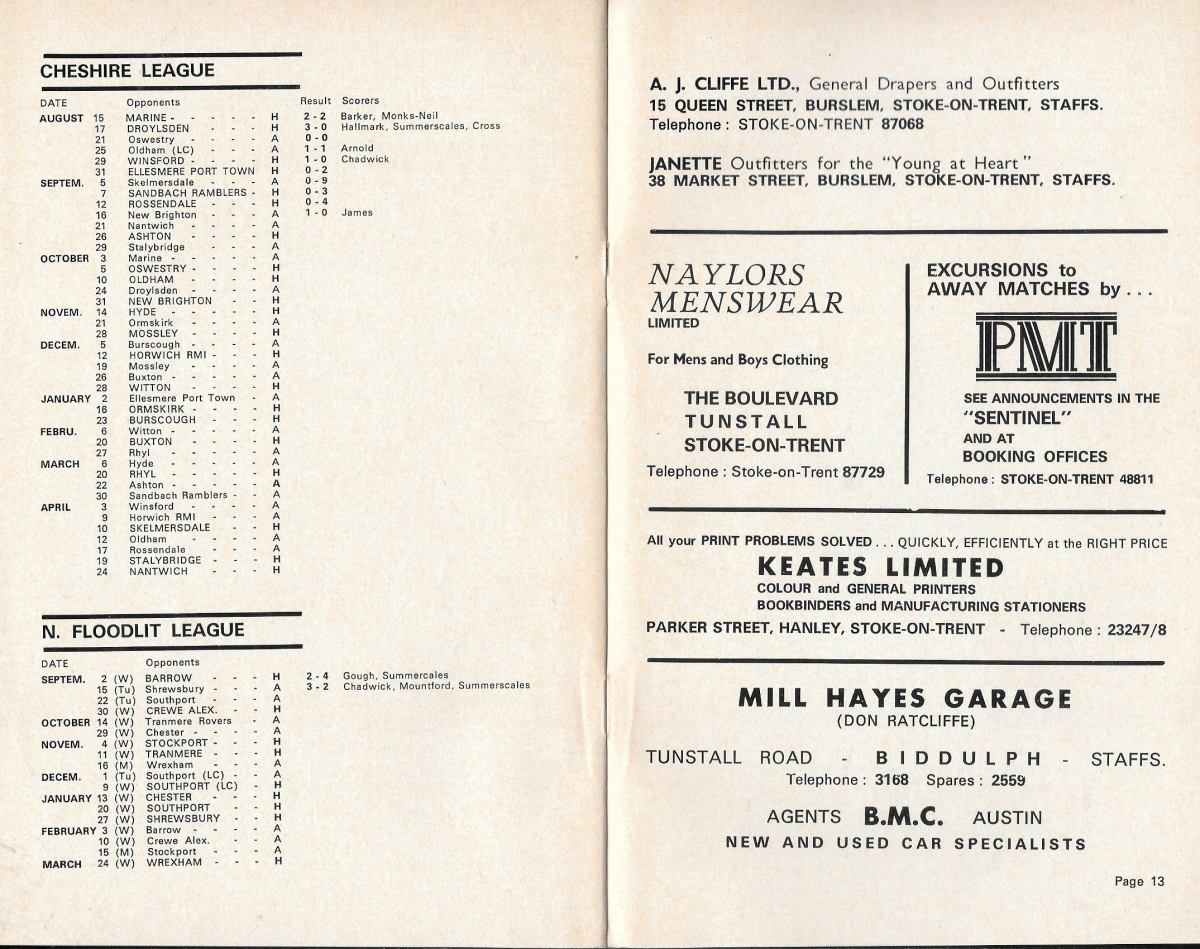 CHESHIRE LEAGUE
DATE Opponents Result Scorers
AUGUST 15 MARINE - - - - - H 2 - 2 Barker, Monks-Neil
17 DROYLSDEN - - - H 3 - 0 Hallmark, Summerscales, Cross
21 Oswestry - - - - A 0 - 0
25 Oldham (LC) - - - A 1 - 1 Arnold
29 WINSFORD - - - - H 1 - 0 Chadwick
31 ELLESMERE PORT TOWN H 0 - 2
SEPTEM. 5 Skelmersdale - - - A 0 - 9
7 SANDBACH RAMBLERS - H 0 - 3
12 ROSSENDALE - - - H 0 - 4
16 New Brighton - - - A 1 - 0 James
21 Nantwich - - - - A
26 ASHTON - - - - H
29 Stalybridge - - - A
OCTOBER 3 Marine - - - - - A
5 OSWESTRY - - - - H
10 OLDHAM - - - - H
24 Droylsden - - - - A
31 NEW BRIGHTON - - H
NOVEM. 14 HYDE - - - - - H
21 Ormskirk - - - - A
28 MOSSLEY - - - - H
DECEM. 5 Burscough - - - - A
12 HORWICH RMI - - - H
19 Mossley - - - - A
26 Buxton - - - - - A
28 WITTON - - - - H
JANUARY 2 Ellesmere Port Town - A
16 ORMSKIRK - - - - H
23 BURSCOUGH - - - H
FEBRU. 6 Witton - - - - - A
20 BUXTON - - - - H
27 Rhyl - - - - - A
MARCH 6 Hyde - - - - - A
20 RHYL - - - - - H
22 Ashton - - - - - A
30 Sandbach Ramblers - - A
APRIL 3 Winsford - - - - A
9 Horwich RMI - - - A
10 SKELMERSDALE - - H
12 Oldham - - - - A
17 Rossendale - - - A
19 STALYBRIDGE - - - H
24 NANTWICH - - - H
N. FLOODLIT LEAGUE
DATE Opponents
SEPTEM. 2 (W) BARROW - - - - H 2 - 4 Gough, Summercales
15 (Tu) Shrewsbury - - - A 3 - 2 Chadwick, Mountford, Summerscales
22 (Tu) Southport - - - A
30 (W) CREWE ALEX. - - H
OCTOBER 14 (W) Tranmere Rovers - A
29 (W) Chester - - - - A
NOVEM. 4 (W) STOCKPORT - - - H
11 (W) TRANMERE - - - H
16 (M) Wrexham - - - A
DECEM. 1 (Tu) Southport (LC) - - A
9 (W) SOUTHPORT (LC) - H
JANUARY 13 (W) CHESTER - - - H
20 (W) SOUTHPORT - - H
27 (W) SHREWSBURY - - H
FEBRUARY 3 (W) Barrow - - - - A
10 (W) Crewe Alex. - - - A
15 (M) Stockport - - - A
MARCH 24 (W) WREXHAM - - - H
A. J. CLIFFE LTD., General Drapers and Outfitters
15 QUEEN STREET, BURSLEM, STOKE-ON-TRENT, STAFFS.
Telephone : STOKE-ON-TRENT 87068
JANETTE Outfitters for the "Young at Heart"
38 MARKET STREET, BURSLEM, STOKE-ON-TRENT, STAFFS.
NAYLORS
MENSWEAR
LIMITED
For Mens and Boys Clothing
THE BOULEVARD
TUNSTALL
STOKE-ON-TRENT
Telephone : Stoke-on-Trent 87729
EXCURSIONS to
AWAY MATCHES by . . .
PMT
SEE ANNOUNCEMENTS IN THE
"SENTINEL"
AND AT
BOOKING OFFICES
Telephone : STOKE-ON-TRENT 48811
All your PRINT PROBLEMS SOLVED . . . QUICKLY, EFFICIENTLY at the RIGHT PRICE
KEATES LIMITED
COLOUR and GENERAL PRINTERS
BOOKBINDERS and MANUFACTURING STATIONERS
PARKER STREET, HANLEY, STOKE-ON-TRENT - Telephone : 23247/8
MILL HAYES GARAGE
(DON RATCLIFFE)
TUNSTALL ROAD - BIDDULPH - STAFFS.
Telephone : 3168 Spares : 2559
AGENTS B.M.C. AUSTIN
NEW AND USED CAR SPECIALISTS
Page 13